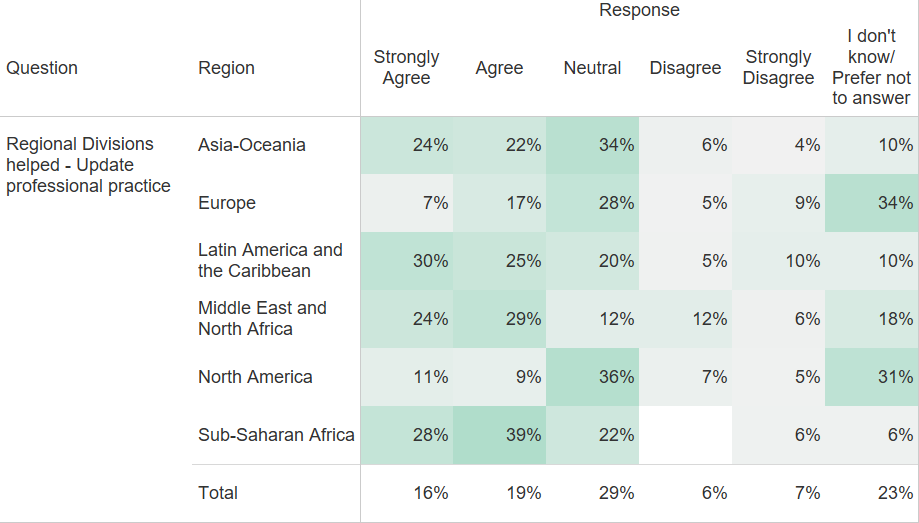 Response
Question Region Strongly Agree Agree Neutral Disagree Strongly Disagree I don't know/ Prefer not to answer
Regional Divisions helped - Update professional practice
Asia-Oceania 24% 22% 34% 6% 4% 10%
Europe 7% 17% 28% 5% 9% 34%
Latin America and the Caribbean 30% 25% 20% 5% 10% 10%
Middle East and North Africa 24% 29% 12% 12% 6% 18%
North America 11% 9% 36% 7% 5% 31%
Sub-Saharan Africa 28% 39% 22% 6% 6%
Total 16% 19% 29% 6% 7% 23%